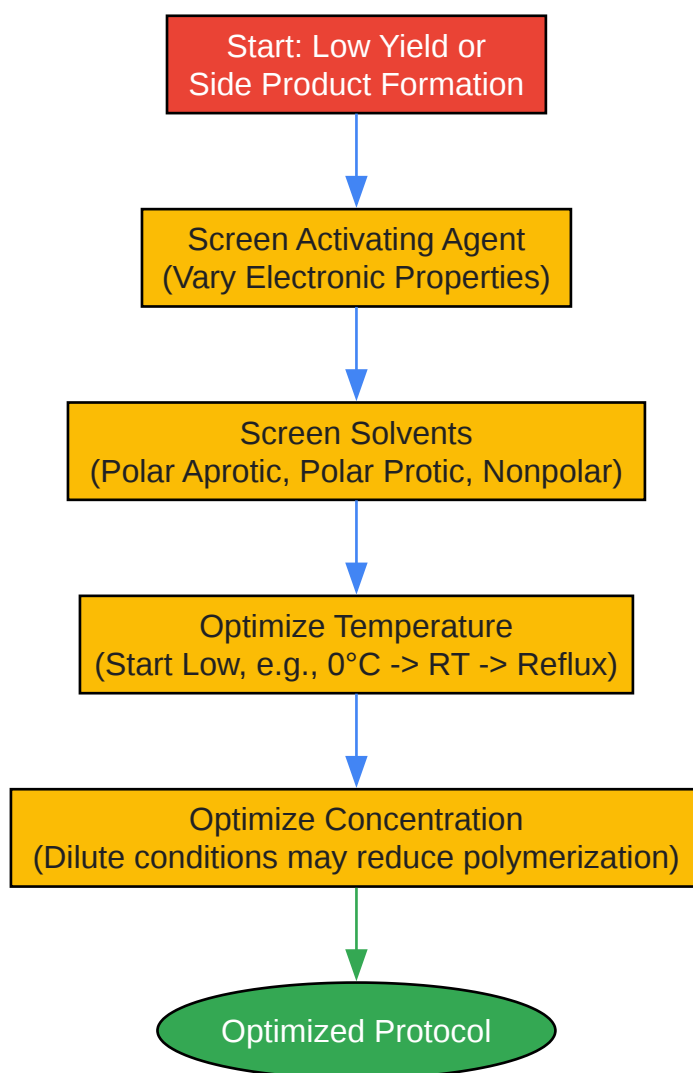 Start: Low Yield or
Side Product Formation
Screen Activating Agent
(Vary Electronic Properties)
Screen Solvents
(Polar Aprotic, Polar Protic, Nonpolar)
Optimize Temperature
(Start Low, e.g., 0°C -> RT -> Reflux)
Optimize Concentration
(Dilute conditions may reduce polymerization)
Optimized Protocol